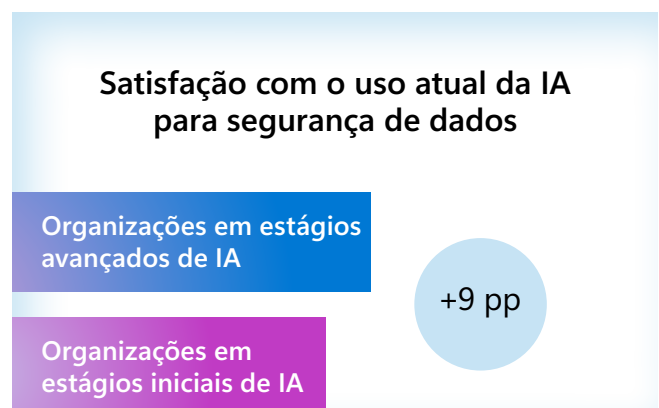 Satisfação com o uso atual da IA
para segurança de dados
Organizações em estágios
avançados de IA
+9 pp
Organizações em
estágios iniciais de IA